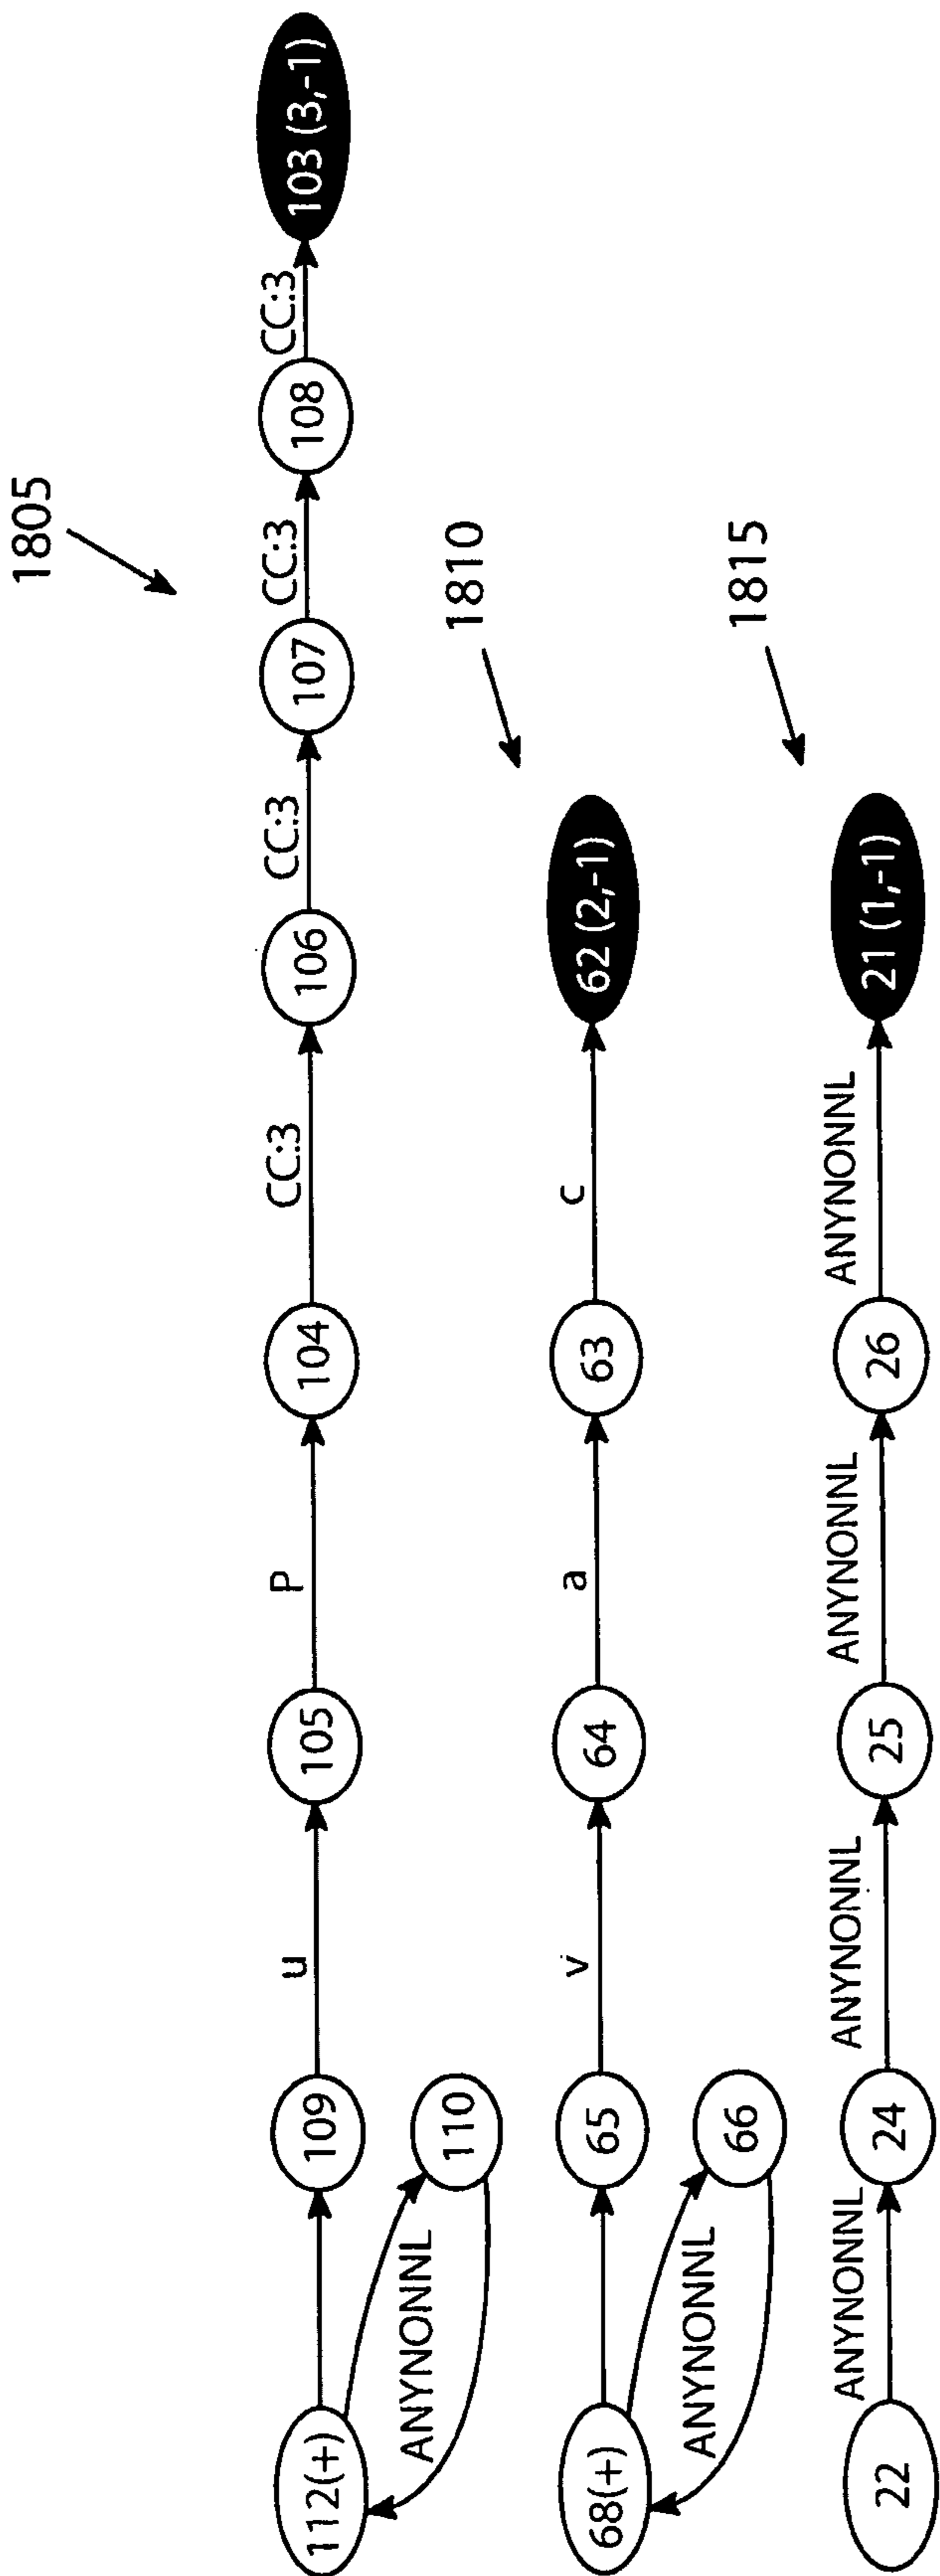 1805
112(+)
109
u
105
P
104
CC:3
106
CC:3
107
CC:3
108
CC:3
103 (3,-1)
110
ANYNONNL
1810
68(+)
65
v
64
a
63
c
62 (2,-1)
66
ANYNONNL
1815
22
ANYNONNL
24
ANYNONNL
25
ANYNONNL
26
ANYNONNL
21 (1,-1)